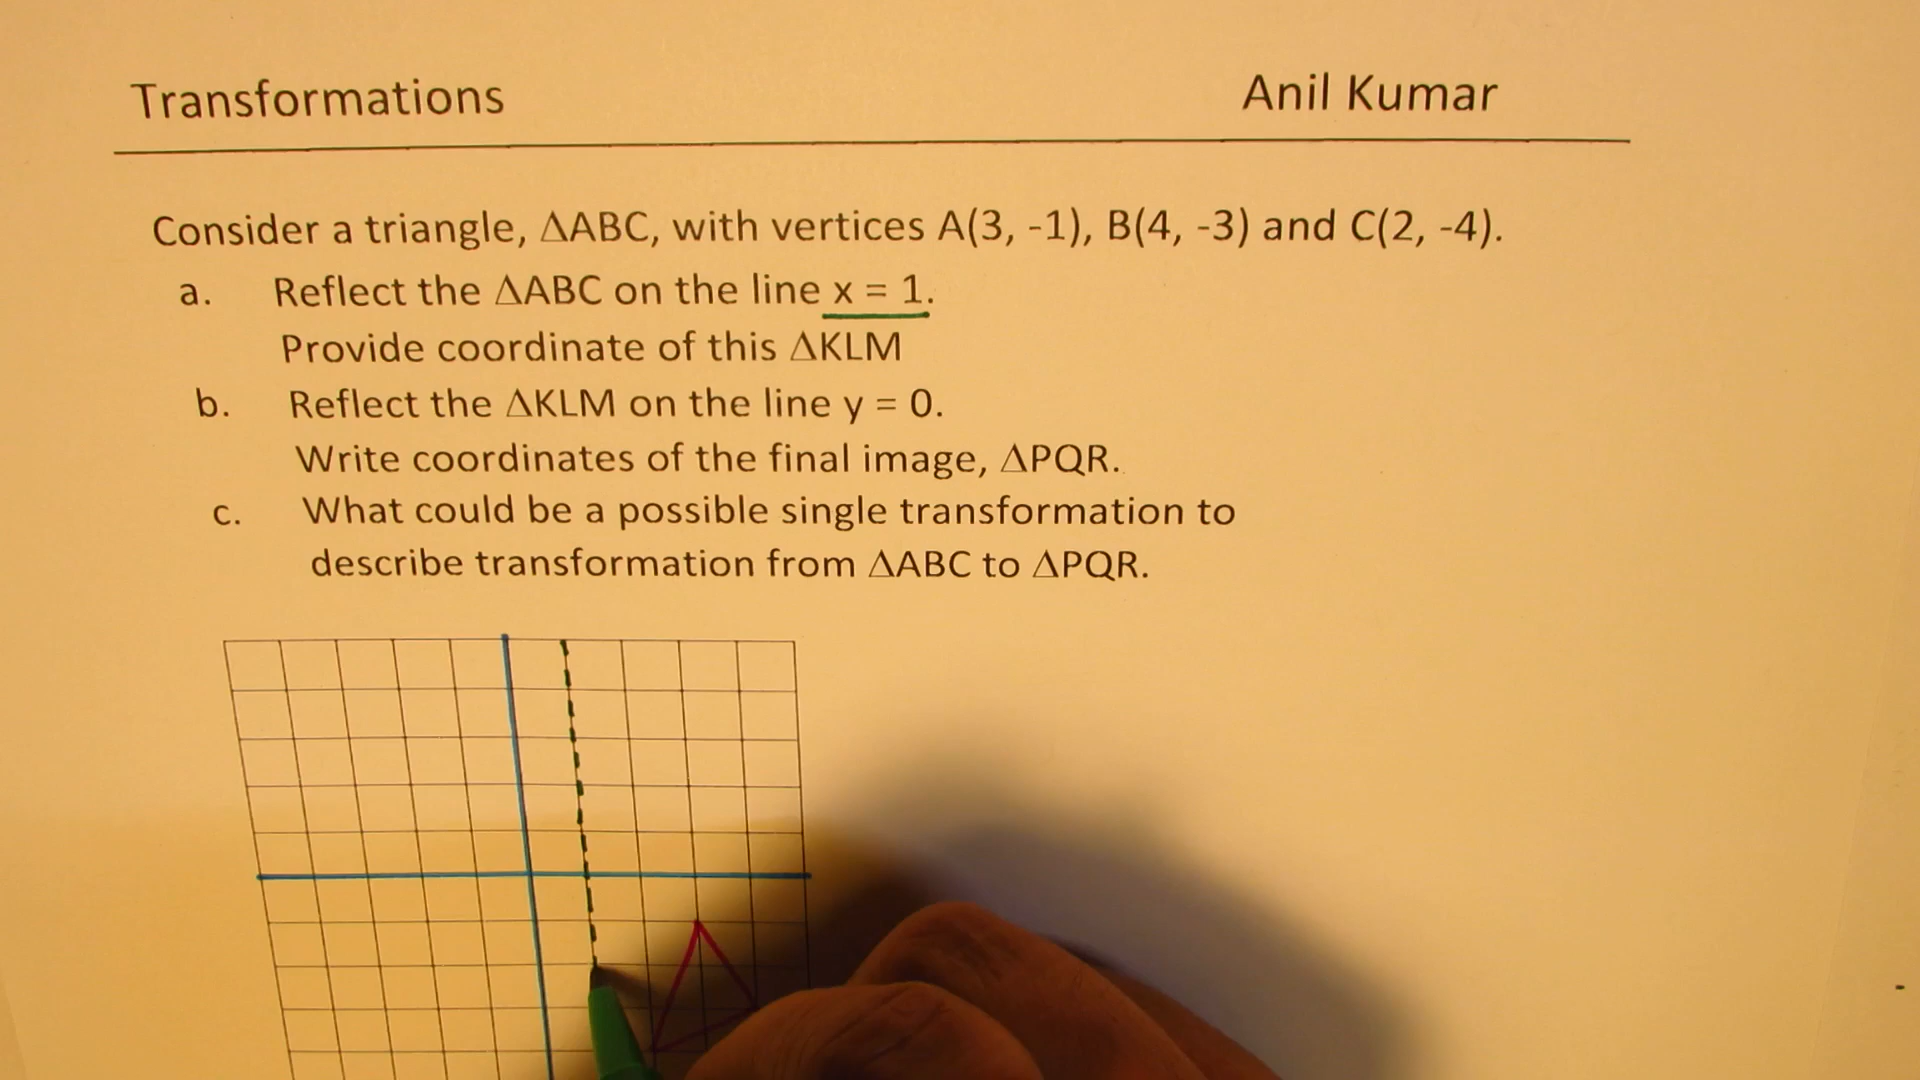 Transformations
Anil Kumar
Consider a triangle, ΔABC, with vertices A(3, -1), B(4, -3) and C(2, -4).
a. Reflect the ΔABC on the line x = 1.
Provide coordinate of this ΔKLM
b. Reflect the ΔKLM on the line y = 0.
Write coordinates of the final image, ΔPQR.
c. What could be a possible single transformation to
describe transformation from ΔABC to ΔPQR.